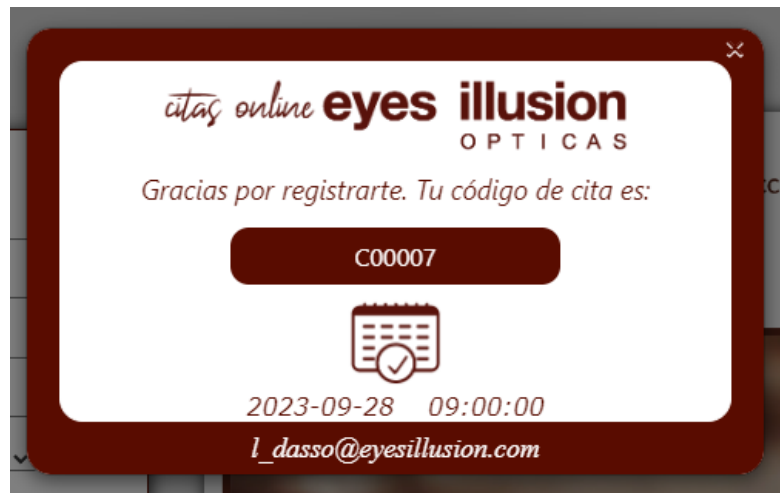 citas online eyes illusion
OPTICAS
Gracias por registrarte. Tu código de cita es:
C00007
2023-09-28 09:00:00
l_dasso@eyesillusion.com